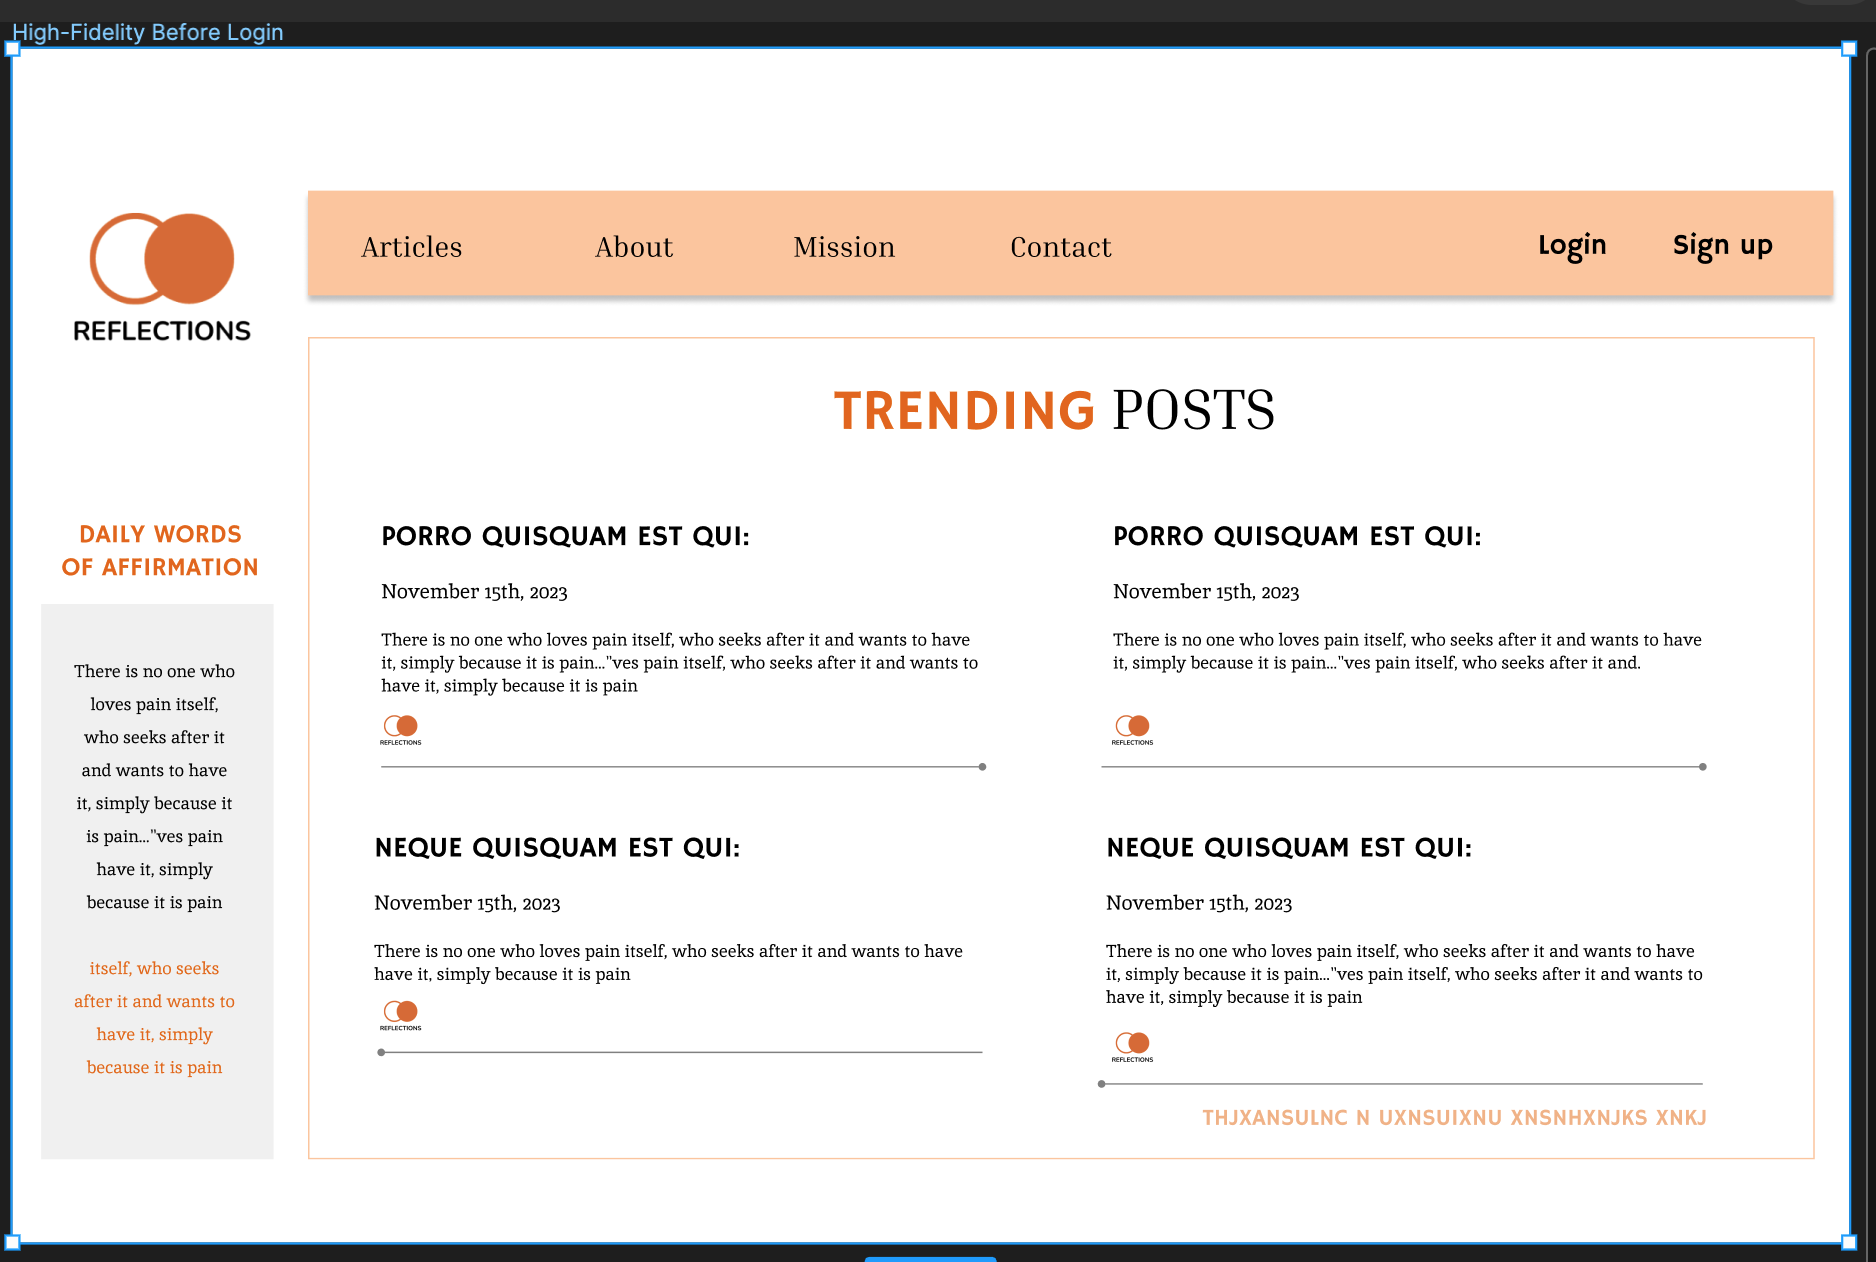 High-Fidelity Before Login
REFLECTIONS
Articles About Mission Contact Login Sign up
TRENDING POSTS
DAILY WORDS
OF AFFIRMATION
There is no one who
loves pain itself,
who seeks after it
and wants to have
it, simply because it
is pain..."ves pain
have it, simply
because it is pain
itself, who seeks
after it and wants to
have it, simply
because it is pain
PORRO QUISQUAM EST QUI:
November 15th, 2023
There is no one who loves pain itself, who seeks after it and wants to have
it, simply because it is pain..."ves pain itself, who seeks after it and wants to
have it, simply because it is pain
REFLECTIONS
PORRO QUISQUAM EST QUI:
November 15th, 2023
There is no one who loves pain itself, who seeks after it and wants to have
it, simply because it is pain..."ves pain itself, who seeks after it and.
REFLECTIONS
NEQUE QUISQUAM EST QUI:
November 15th, 2023
There is no one who loves pain itself, who seeks after it and wants to have
have it, simply because it is pain
REFLECTIONS
NEQUE QUISQUAM EST QUI:
November 15th, 2023
There is no one who loves pain itself, who seeks after it and wants to have
it, simply because it is pain..."ves pain itself, who seeks after it and wants to
have it, simply because it is pain
REFLECTIONS
THJXANSULNC N UXNSUIXNU XNSNHXNJKS XNKJ